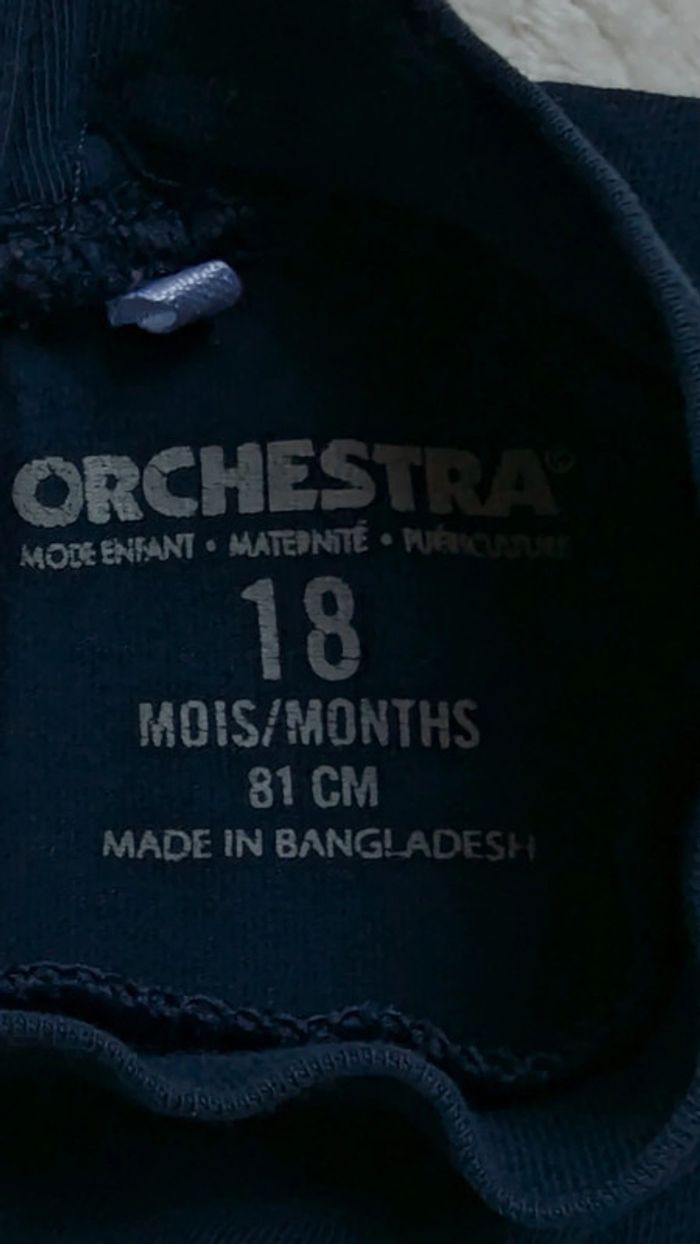 ORCHESTRA®
MODE ENFANT • MATERNITÉ • PUÉRICULTURE
18
MOIS/MONTHS
81 CM
MADE IN BANGLADESH